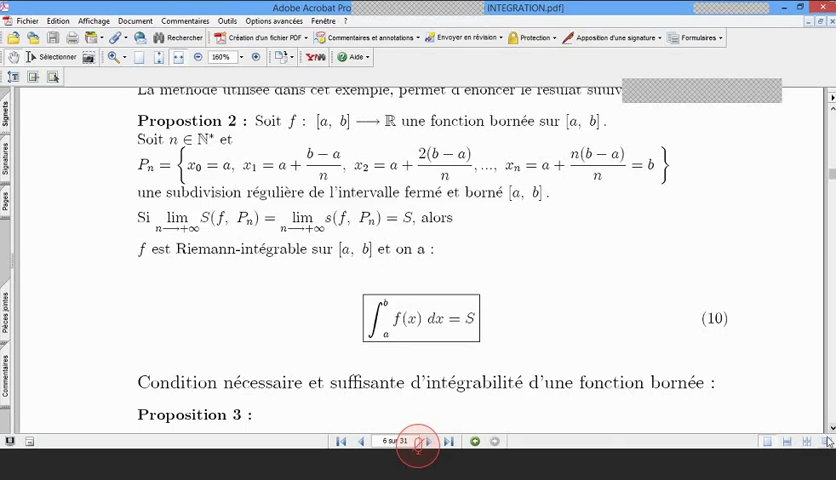 Adobe Acrobat Pro INTEGRATION.pdf]
Fichier Edition Affichage Document Commentaires Outils Options avancées Fenêtre ?
Rechercher Création d'un fichier PDF Commentaires et annotations Envoi en révision Protection Apposition d'une signature Formulaires
Sélectionner 160% Y! Aide
La méthode utilisée dans cet exemple, permet d'énoncer le résulat
Propostion 2 : Soit f : [a, b] ⟶ ℝ une fonction bornée sur [a, b].
Soit n ∈ ℕ* et
P_n = { x_0 = a, x_1 = a + (b − a)/n, x_2 = a + 2(b − a)/n, ..., x_n = a + n(b − a)/n = b }
une subdivision régulière de l'intervalle fermé et borné [a, b].
Si lim_{n⟶+∞} S(f, P_n) = lim_{n⟶+∞} s(f, P_n) = S, alors
f est Riemann-intégrable sur [a, b] et on a :
∫_a^b f(x) dx = S (10)
Condition nécessaire et suffisante d'intégrabilité d'une fonction bornée :
Proposition 3 :
6 sur 31
Signets
Signatures
Pages
Pièces jointes
Commentaires